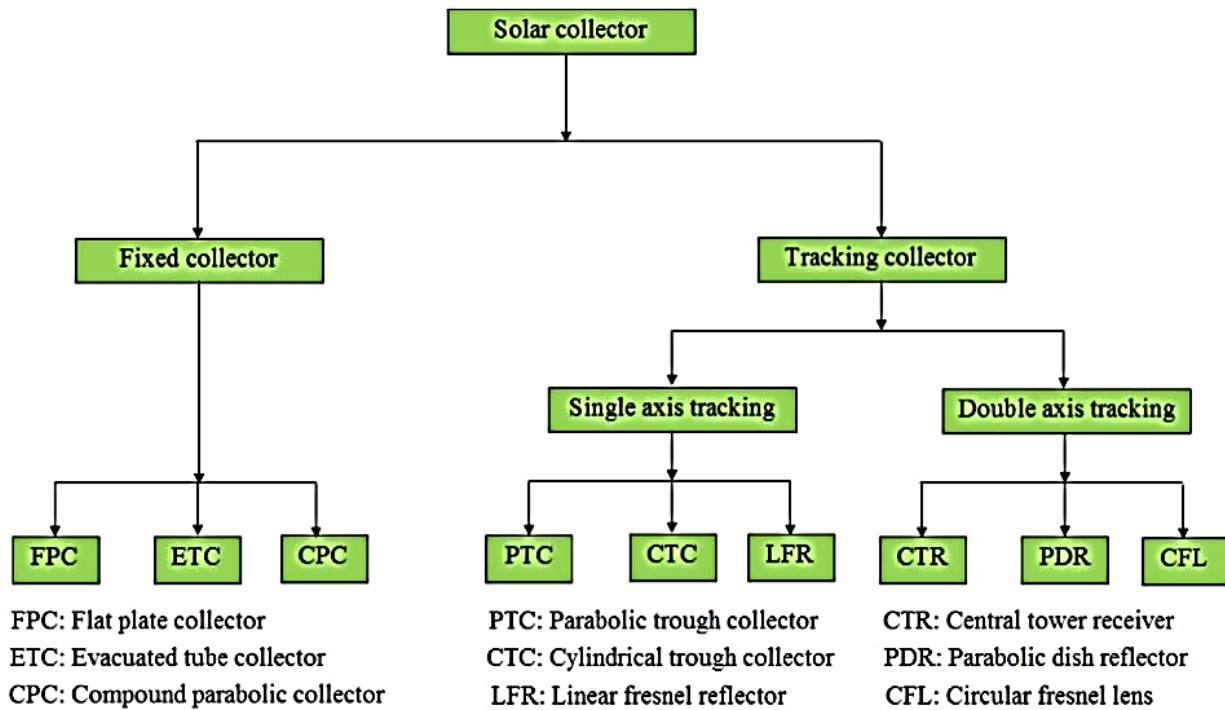 Solar collector
Fixed collector
Tracking collector
Single axis tracking
Double axis tracking
FPC
ETC
CPC
PTC
CTC
LFR
CTR
PDR
CFL
FPC: Flat plate collector
ETC: Evacuated tube collector
CPC: Compound parabolic collector
PTC: Parabolic trough collector
CTC: Cylindrical trough collector
LFR: Linear fresnel reflector
CTR: Central tower receiver
PDR: Parabolic dish reflector
CFL: Circular fresnel lens